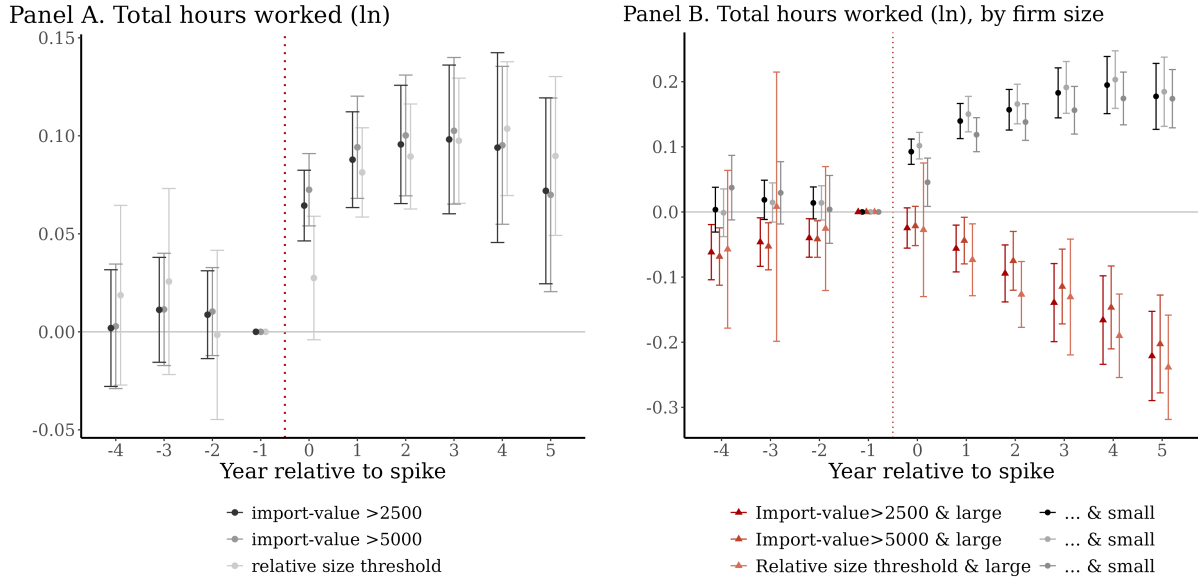 Panel A. Total hours worked (ln)
0.15
0.10
0.05
0.00
-0.05
-4 -3 -2 -1 0 1 2 3 4 5
Year relative to spike
import-value >2500
import-value >5000
relative size threshold
Panel B. Total hours worked (ln), by firm size
0.2
0.1
0.0
-0.1
-0.2
-0.3
-4 -3 -2 -1 0 1 2 3 4 5
Year relative to spike
Import-value>2500 & large ... & small
Import-value>5000 & large ... & small
Relative size threshold & large ... & small